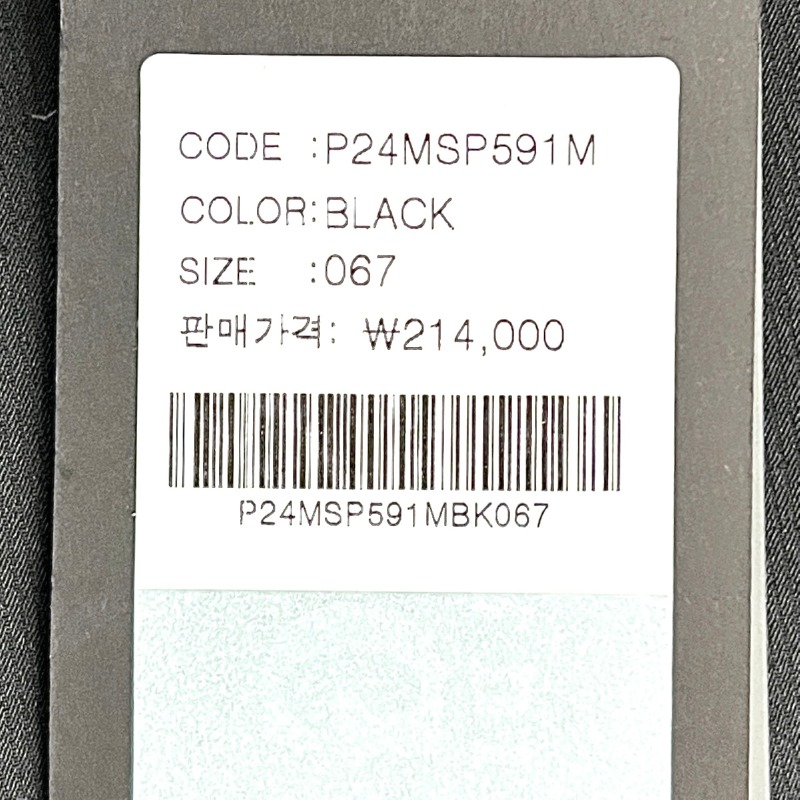 CODE :P24MSP591M
COLOR:BLACK
SIZE :067
판매가격: ₩214,000
P24MSP591MBK067